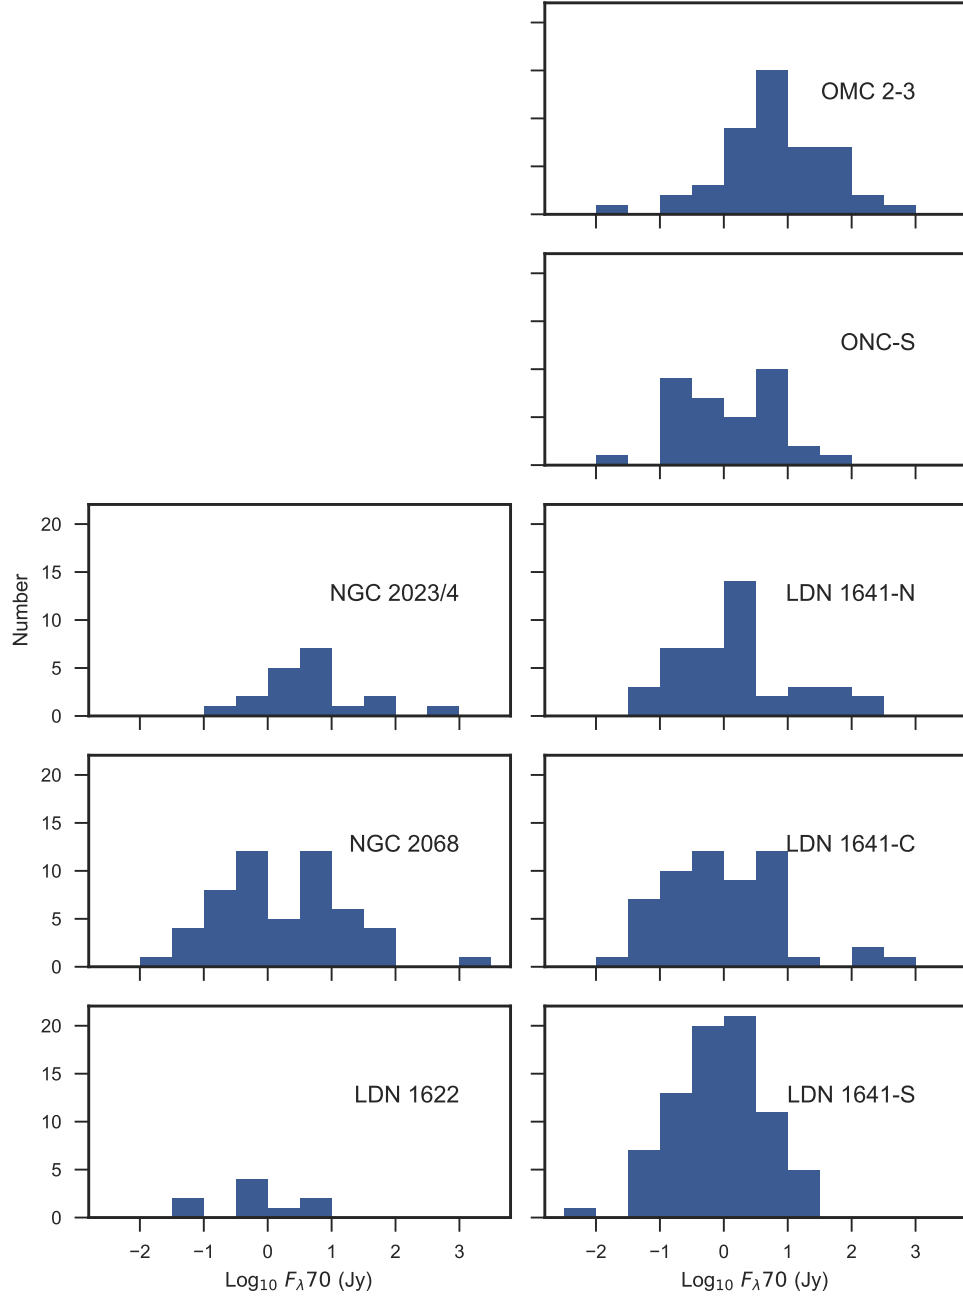 OMC 2-3
ONC-S
20
15
10
5
0
Number
NGC 2023/4
LDN 1641-N
20
15
10
5
0
NGC 2068
LDN 1641-C
20
15
10
5
0
LDN 1622
LDN 1641-S
−2 −1 0 1 2 3
−2 −1 0 1 2 3
Log₁₀ F_λ70 (Jy)
Log₁₀ F_λ70 (Jy)